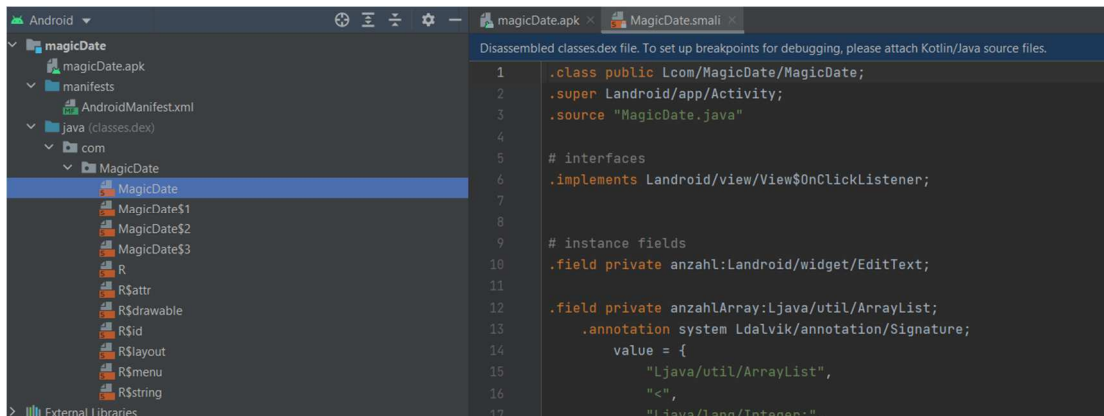 Android
magicDate
magicDate.apk
manifests
AndroidManifest.xml
java (classes.dex)
com
MagicDate
MagicDate
MagicDate$1
MagicDate$2
MagicDate$3
R
R$attr
R$drawable
R$id
R$layout
R$menu
R$string
External Libraries
magicDate.apk
MagicDate.smali
Disassembled classes.dex file. To set up breakpoints for debugging, please attach Kotlin/Java source files.
1 .class public Lcom/MagicDate/MagicDate;
2 .super Landroid/app/Activity;
3 .source "MagicDate.java"
4
5 # interfaces
6 .implements Landroid/view/View$OnClickListener;
7
8
9 # instance fields
10 .field private anzahl:Landroid/widget/EditText;
11
12 .field private anzahlArray:Ljava/util/ArrayList;
13 .annotation system Ldalvik/annotation/Signature;
14 value = {
15 "Ljava/util/ArrayList",
16 "<",
17 "Ljava/lang/Integer;"